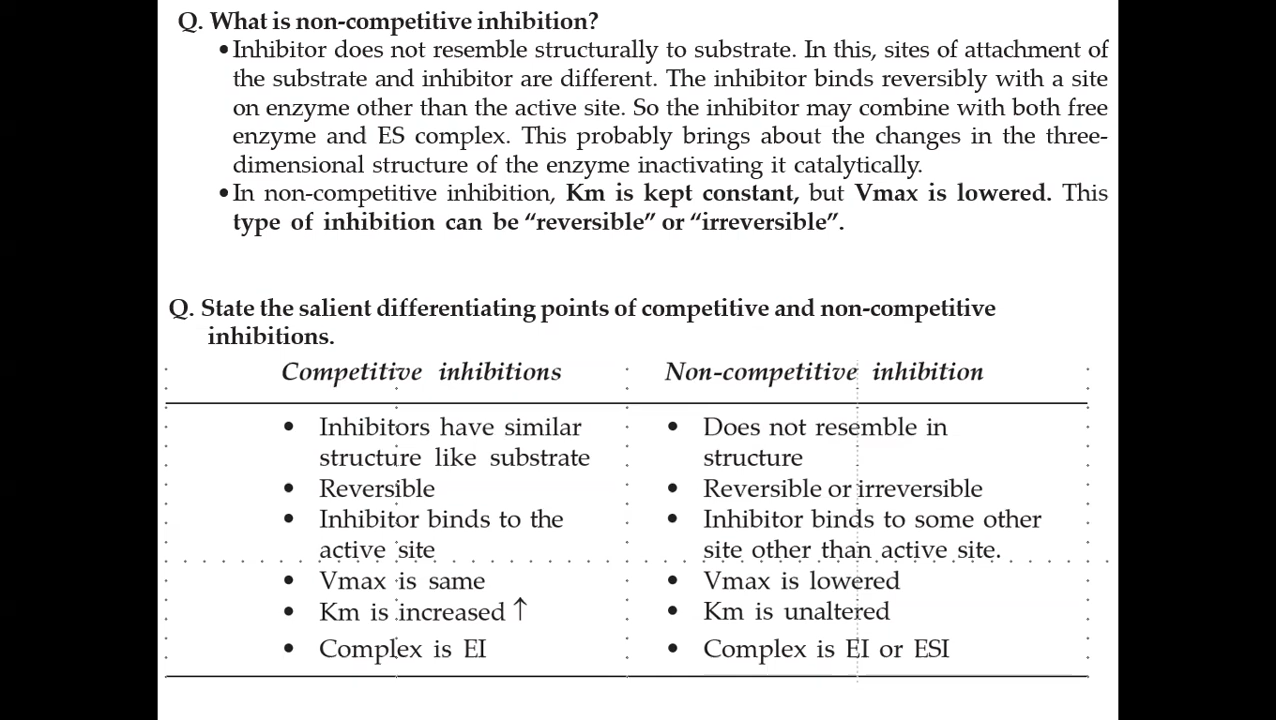 Q. What is non-competitive inhibition?
• Inhibitor does not resemble structurally to substrate. In this, sites of attachment of
the substrate and inhibitor are different. The inhibitor binds reversibly with a site
on enzyme other than the active site. So the inhibitor may combine with both free
enzyme and ES complex. This probably brings about the changes in the three-
dimensional structure of the enzyme inactivating it catalytically.
• In non-competitive inhibition, Km is kept constant, but Vmax is lowered. This
type of inhibition can be “reversible” or “irreversible”.
Q. State the salient differentiating points of competitive and non-competitive
inhibitions.
Competitive inhibitions
• Inhibitors have similar
structure like substrate
• Reversible
• Inhibitor binds to the
active site
• Vmax is same
• Km is increased ↑
• Complex is EI
Non-competitive inhibition
• Does not resemble in
structure
• Reversible or irreversible
• Inhibitor binds to some other
site other than active site.
• Vmax is lowered
• Km is unaltered
• Complex is EI or ESI